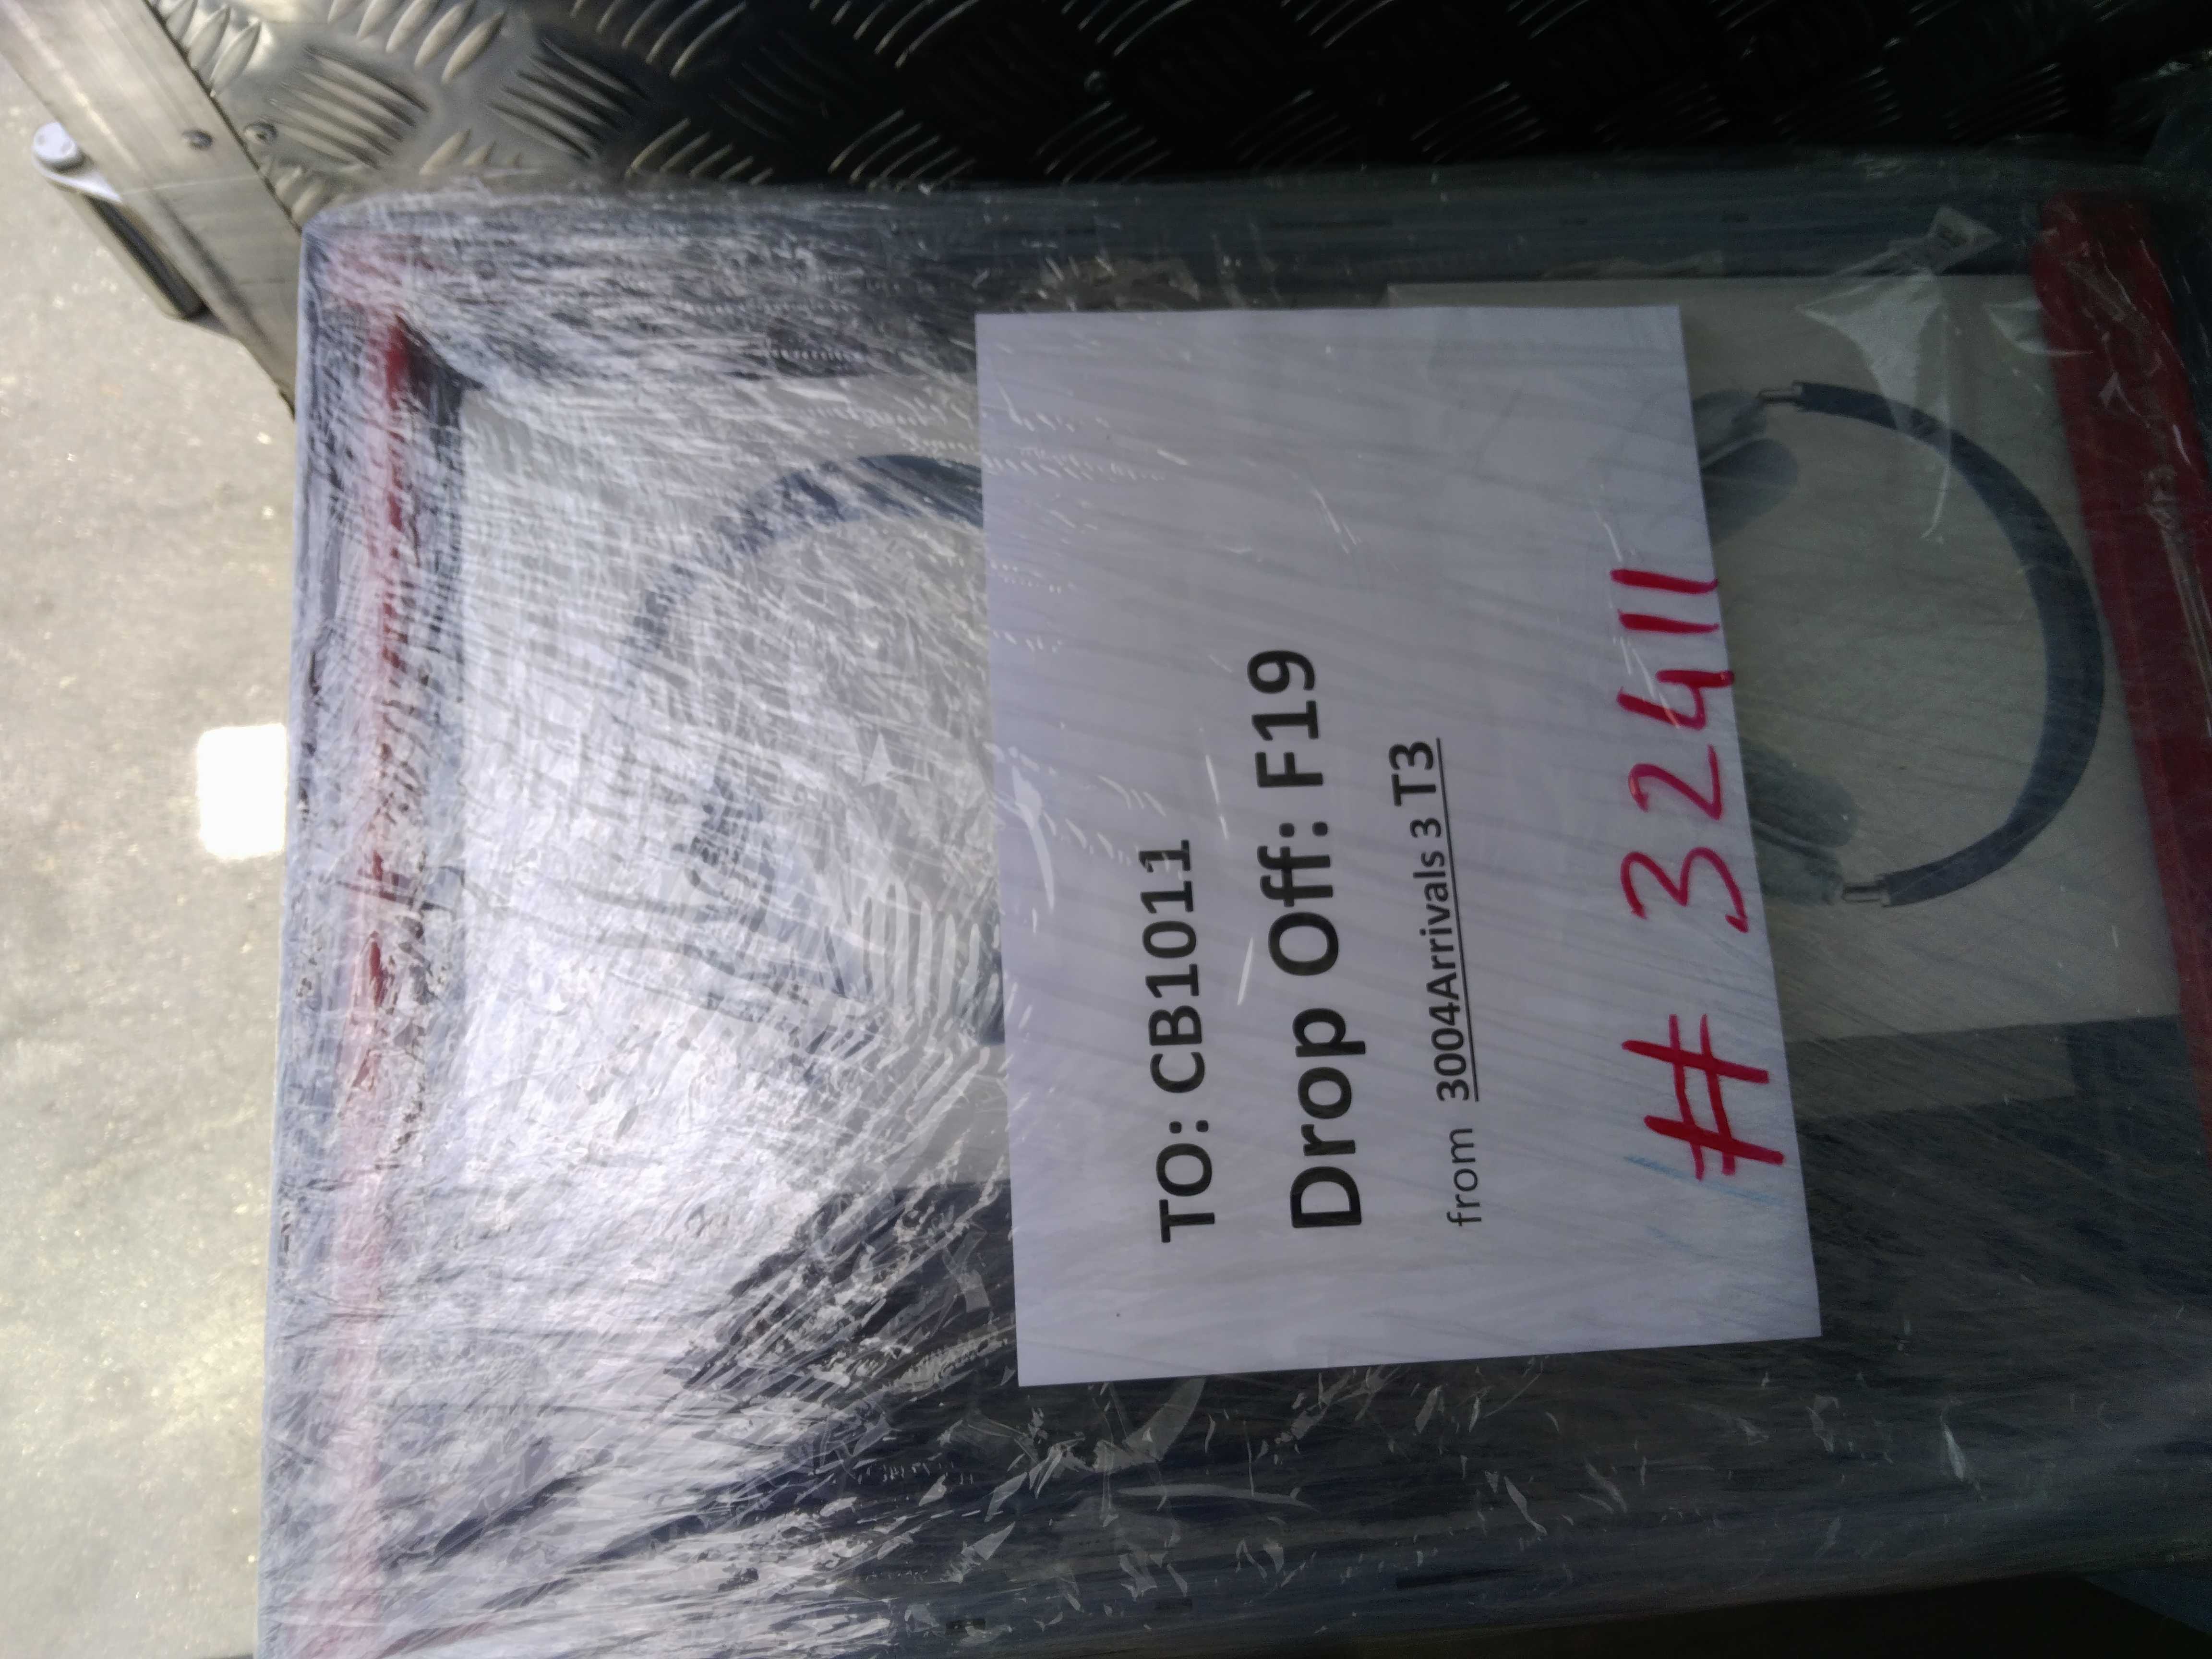 TO: CB1011
Drop Off: F19
from 3004Arrivals 3 T3
# 32411